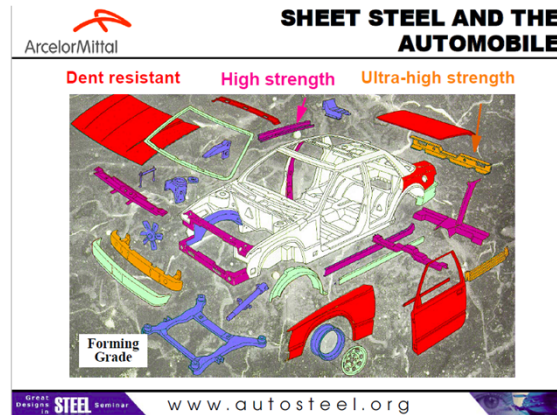 ArcelorMittal
SHEET STEEL AND THE
AUTOMOBILE
Dent resistant
High strength
Ultra-high strength
Forming
Grade
Great
Designs
in
STEEL
Seminar
www.autosteel.org